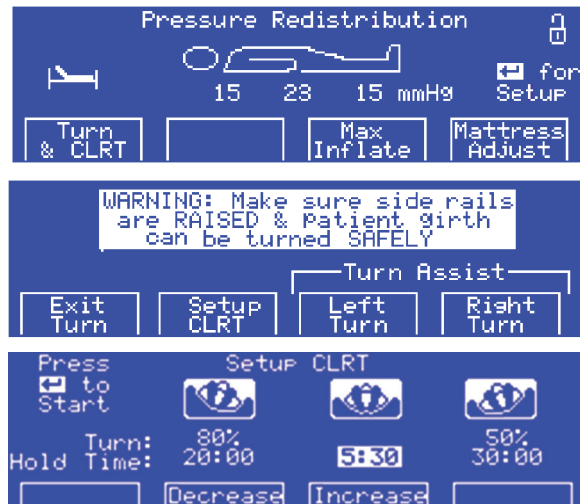 Pressure Redistribution
for
15 23 15 mmHg Setup
Turn Max Mattress
& CLRT Inflate Adjust
WARNING: Make sure side rails
are RAISED & Patient girth
can be turned SAFELY
Turn Assist
Exit Setup Left Right
Turn CLRT Turn Turn
Press Setup CLRT
to
Start
Turn: 80% 50%
Hold Time: 20:00 5:30 30:00
Decrease Increase